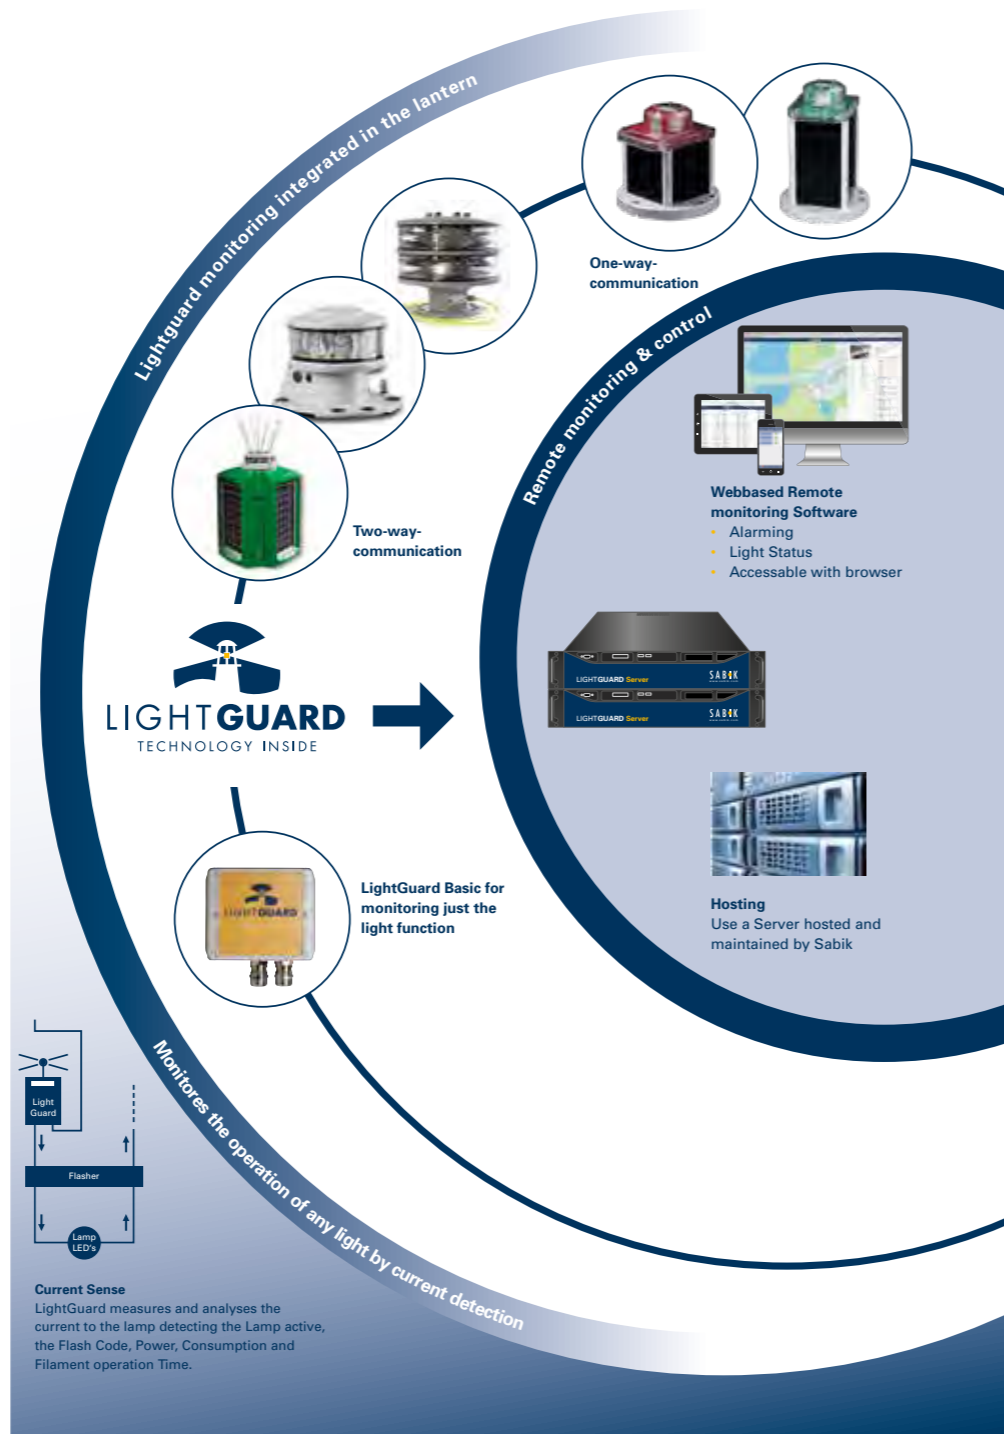 Lightguard monitoring integrated in the lantern
One-way-
communication
Remote monitoring & control
Webbased Remote
monitoring Software
• Alarming
• Light Status
• Accessable with browser
Two-way-
communication
LIGHTGUARD
TECHNOLOGY INSIDE
LIGHTGUARD Server
SABIK
LIGHTGUARD Server
SABIK
LIGHTGUARD
LightGuard Basic for
monitoring just the
light function
Hosting
Use a Server hosted and
maintained by Sabik
Monitores the operation of any light by current detection
Light
Guard
Flasher
Lamp
LED's
Current Sense
LightGuard measures and analyses the
current to the lamp detecting the Lamp active,
the Flash Code, Power, Consumption and
Filament operation Time.